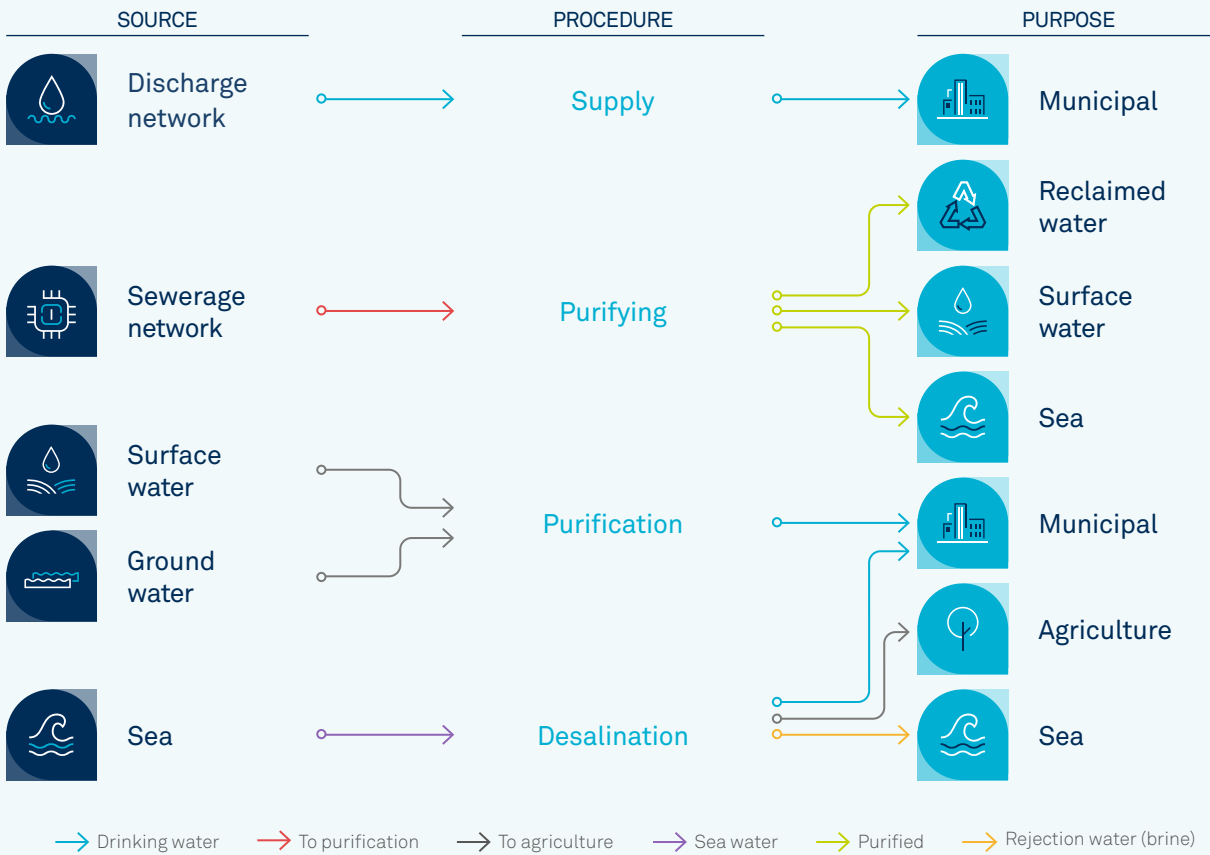 SOURCE
PROCEDURE
PURPOSE
Discharge
network
Supply
Municipal
Reclaimed
water
Sewerage
network
Purifying
Surface
water
Sea
Surface
water
Ground
water
Purification
Municipal
Agriculture
Sea
Desalination
Sea
Drinking water
To purification
To agriculture
Sea water
Purified
Rejection water (brine)